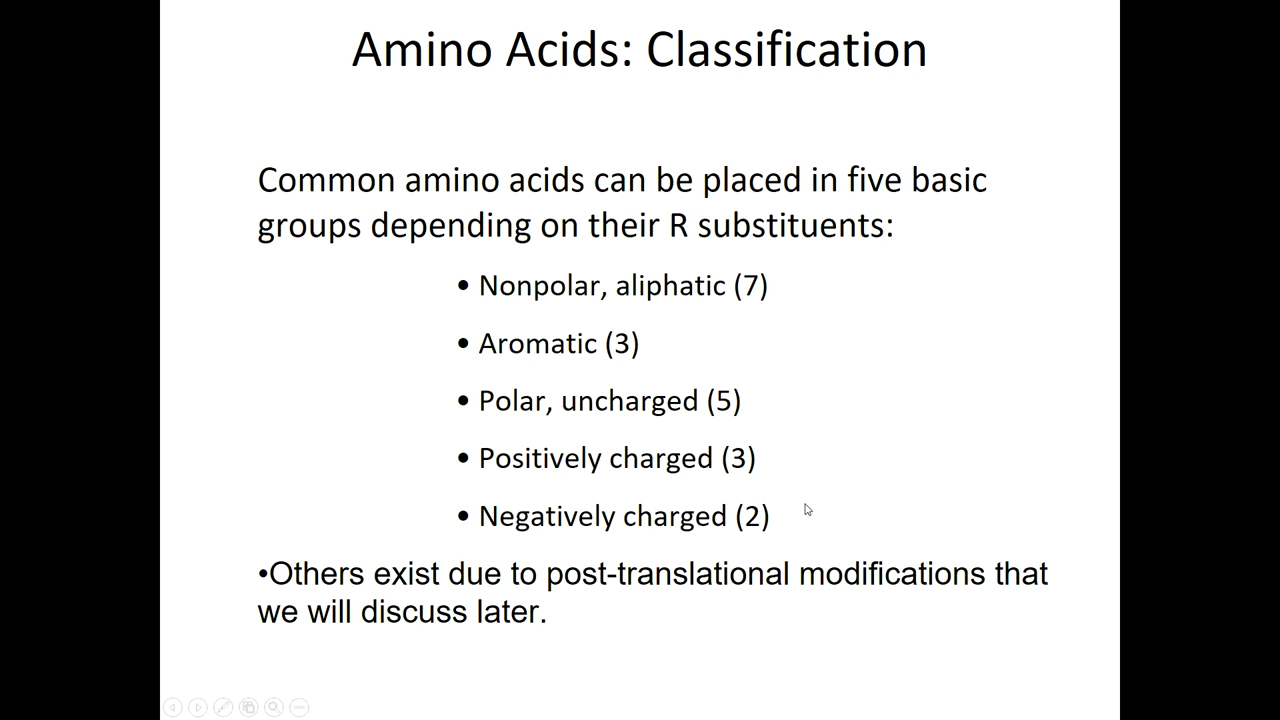 Amino Acids: Classification
Common amino acids can be placed in five basic
groups depending on their R substituents:
• Nonpolar, aliphatic (7)
• Aromatic (3)
• Polar, uncharged (5)
• Positively charged (3)
• Negatively charged (2)
•Others exist due to post-translational modifications that
we will discuss later.